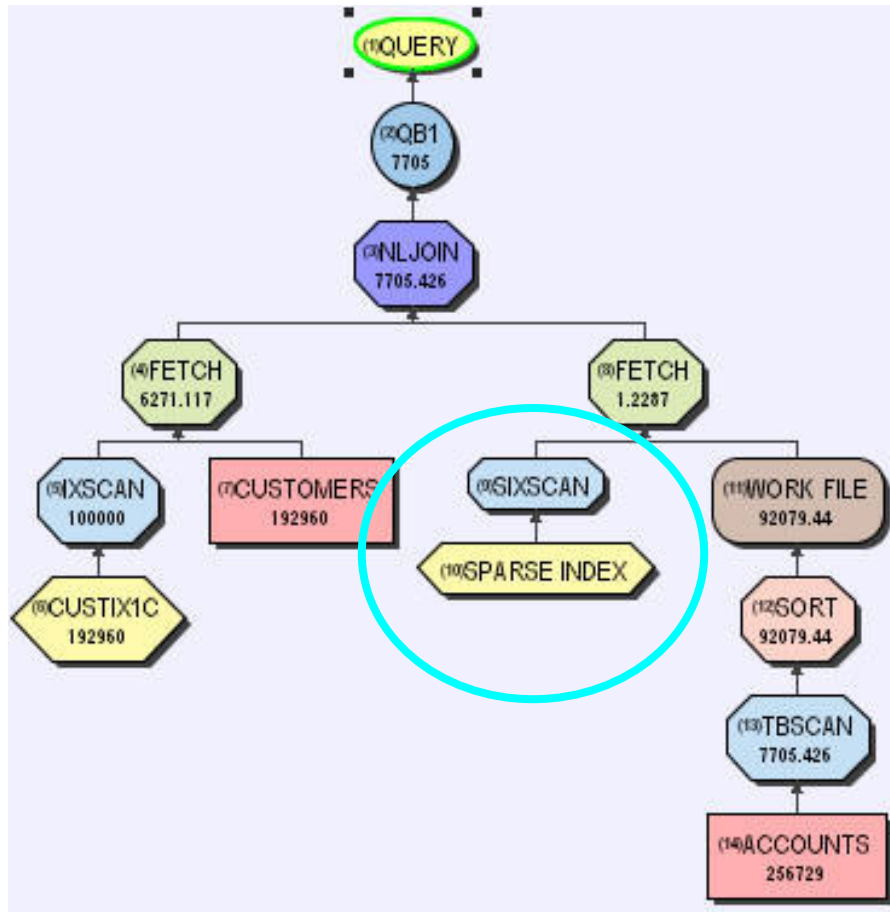 (1)QUERY
(2)QB1
7705
(3)NLJOIN
7705.426
(4)FETCH
6271.117
(8)FETCH
1.2287
(5)IXSCAN
100000
(7)CUSTOMERS
192960
(9)SIXSCAN
(11)WORK FILE
92079.44
(10)SPARSE INDEX
(6)CUSTIX1C
192960
(12)SORT
92079.44
(13)TBSCAN
7705.426
(14)ACCOUNTS
256729